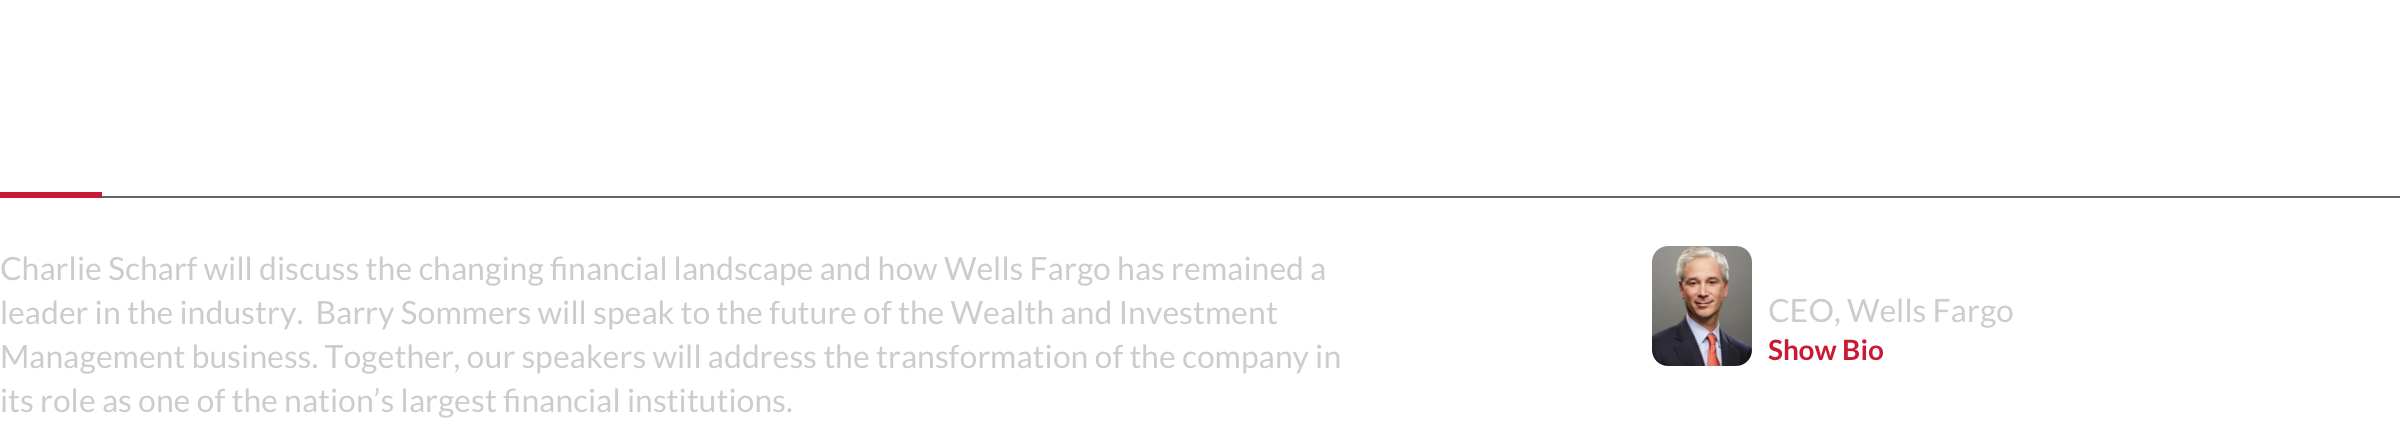 Charlie Scharf will discuss the changing financial landscape and how Wells Fargo has remained a
leader in the industry.  Barry Sommers will speak to the future of the Wealth and Investment
Management business. Together, our speakers will address the transformation of the company in
its role as one of the nation’s largest financial institutions.
CEO, Wells Fargo
Show Bio